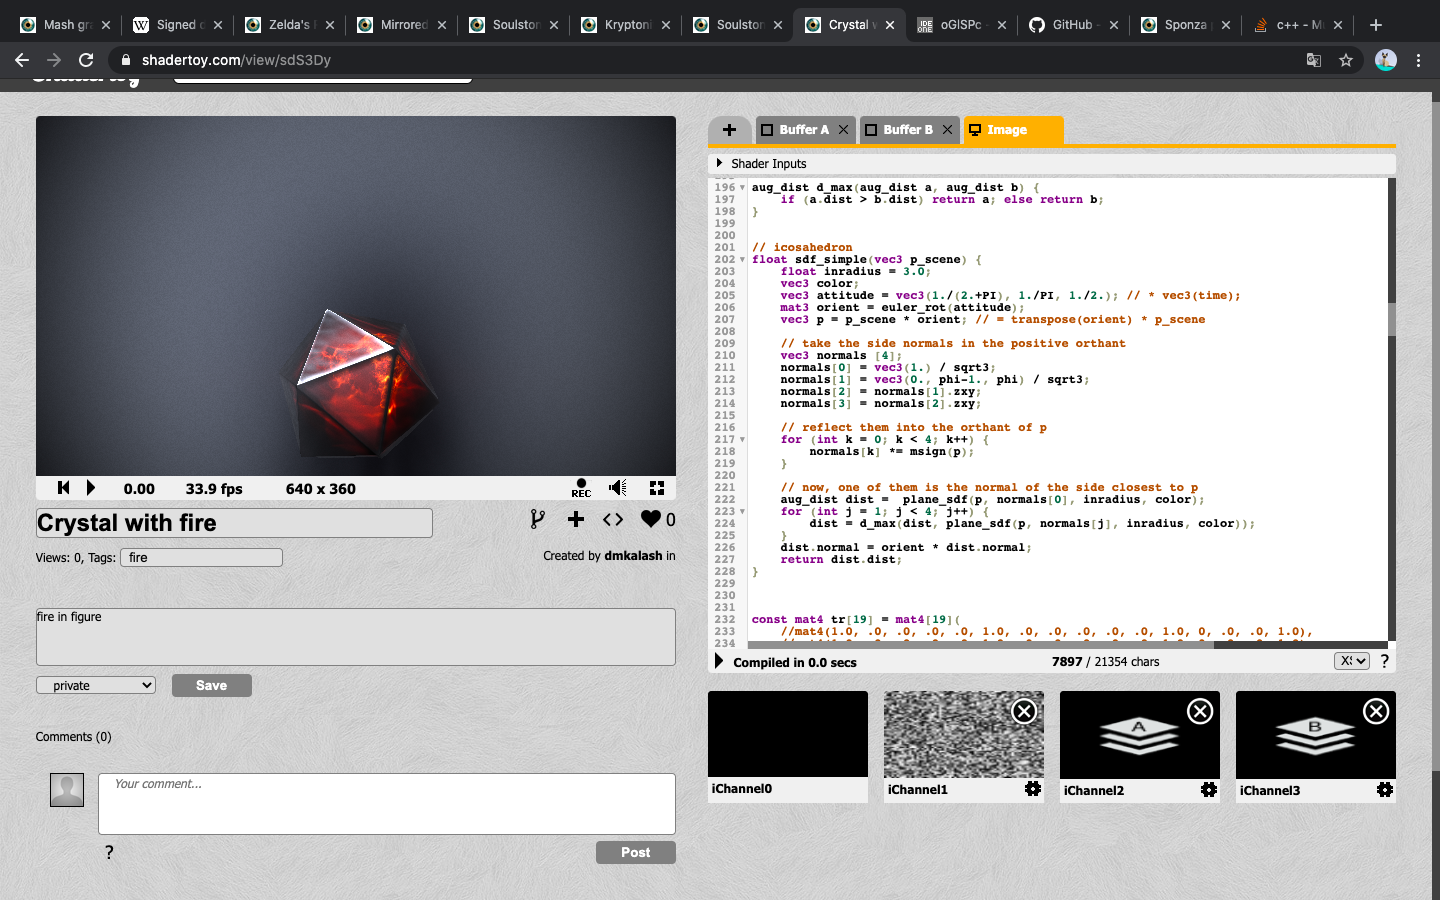 Mash gra
Signed d
Zelda's F
Mirrored
Soulston
Kryptoni
Soulston
Crystal w
oGISPc -
GitHub -
Sponza p
c++ - Mu
shadertoy.com/view/sdS3Dy
Buffer A
Buffer B
Image
Shader Inputs
196 aug_dist d_max(aug_dist a, aug_dist b) {
197 if (a.dist > b.dist) return a; else return b;
198 }
199
200
201 // icosahedron
202 float sdf_simple(vec3 p_scene) {
203 float inradius = 3.0;
204 vec3 color;
205 vec3 attitude = vec3(1./(2.+PI), 1./PI, 1./2.); // * vec3(time);
206 mat3 orient = euler_rot(attitude);
207 vec3 p = p_scene * orient; // = transpose(orient) * p_scene
208
209 // take the side normals in the positive orthant
210 vec3 normals [4];
211 normals[0] = vec3(1.) / sqrt3;
212 normals[1] = vec3(0., phi-1., phi) / sqrt3;
213 normals[2] = normals[1].zxy;
214 normals[3] = normals[2].zxy;
215
216 // reflect them into the orthant of p
217 for (int k = 0; k < 4; k++) {
218 normals[k] *= msign(p);
219 }
220
221 // now, one of them is the normal of the side closest to p
222 aug_dist dist = plane_sdf(p, normals[0], inradius, color);
223 for (int j = 1; j < 4; j++) {
224 dist = d_max(dist, plane_sdf(p, normals[j], inradius, color));
225 }
226 dist.normal = orient * dist.normal;
227 return dist.dist;
228 }
229
230
231
232 const mat4 tr[19] = mat4[19](
233 //mat4(1.0, .0, .0, .0, .0, 1.0, .0, .0, .0, .0, .0, 1.0, 0, .0, .0, 1.0),
234
Compiled in 0.0 secs
7897 / 21354 chars
?
0.00
33.9 fps
640 x 360
REC
Crystal with fire
0
Views: 0, Tags:
fire
Created by dmkalash in
fire in figure
private
Save
Comments (0)
Your comment...
?
Post
A
B
iChannel0
iChannel1
iChannel2
iChannel3